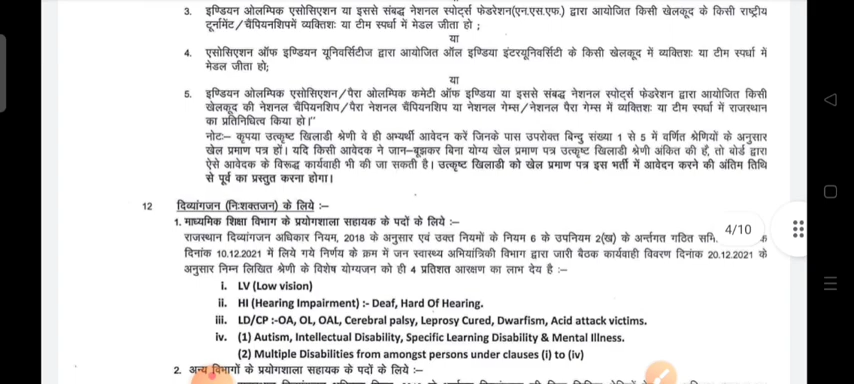 3. इण्डियन ओलम्पिक एसोसिएशन या इससे संबद्ध नेशनल स्पोर्ट्स फेडरेशन(एन.एस.एफ.) द्वारा आयोजित किसी खेलकूद के किसी राष्ट्रीय
टूर्नामेंट/चैंपियनशिपमें व्यक्तिशः या टीम स्पर्धा में मेडल जीता हो ;
या
4. एसोसिएशन ऑफ इण्डियन यूनिवर्सिटीज द्वारा आयोजित ऑल इण्डिया इंटरयूनिवर्सिटी के किसी खेलकूद में व्यक्तिशः या टीम स्पर्धा में
मेडल जीता हो;
या
5. इण्डियन ओलम्पिक एसोसिएशन/पैरा ओलम्पिक कमेटी ऑफ इण्डिया या इससे संबद्ध नेशनल स्पोर्ट्स फेडरेशन द्वारा आयोजित किसी
खेलकूद की नेशनल चैंपियनशिप/पैरा नेशनल चैंपियनशिप या नेशनल गेम्स/नेशनल पैरा गेम्स में व्यक्तिशः या टीम स्पर्धा में राजस्थान
का प्रतिनिधित्व किया हो।"
नोटः– कृपया उत्कृष्ट खिलाडी श्रेणी वे ही अभ्यर्थी आवेदन करें जिनके पास उपरोक्त बिन्दु संख्या 1 से 5 में वर्णित श्रेणियों के अनुसार
खेल प्रमाण पत्र हों। यदि किसी आवेदक ने जान–बूझकर बिना योग्य खेल प्रमाण पत्र उत्कृष्ट खिलाडी श्रेणी अंकित की हैं, तो बोर्ड द्वारा
ऐसे आवेदक के विरूद्ध कार्यवाही भी की जा सकती है। उत्कृष्ट खिलाडी को खेल प्रमाण पत्र इस भर्ती में आवेदन करने की अंतिम तिथि
से पूर्व का प्रस्तुत करना होगा।
12 दिव्यांगजन (निःशक्तजन) के लिये :–
1. माध्यमिक शिक्षा विभाग के प्रयोगशाला सहायक के पदों के लिये :–
राजस्थान दिव्यांगजन अधिकार नियम, 2018 के अनुसार एवं उक्त नियमों के नियम 6 के उपनियम 2(ख) के अर्न्तगत गठित 4/10
दिनांक 10.12.2021 में लिये गये निर्णय के क्रम में जन स्वास्थ्य अभियांत्रिकी विभाग द्वारा जारी बैठक कार्यवाही विवरण दिनांक 20.12.2021 के
अनुसार निम्न लिखित श्रेणी के विशेष योग्यजन को ही 4 प्रतिशत आरक्षण का लाभ देय है :–
i. LV (Low vision)
ii. HI (Hearing Impairment) :- Deaf, Hard Of Hearing.
iii. LD/CP :-OA, OL, OAL, Cerebral palsy, Leprosy Cured, Dwarfism, Acid attack victims.
iv. (1) Autism, Intellectual Disability, Specific Learning Disability & Mental Illness.
(2) Multiple Disabilities from amongst persons under clauses (i) to (iv)
2. अन्य विभागों के प्रयोगशाला सहायक के पदों के लिये :–